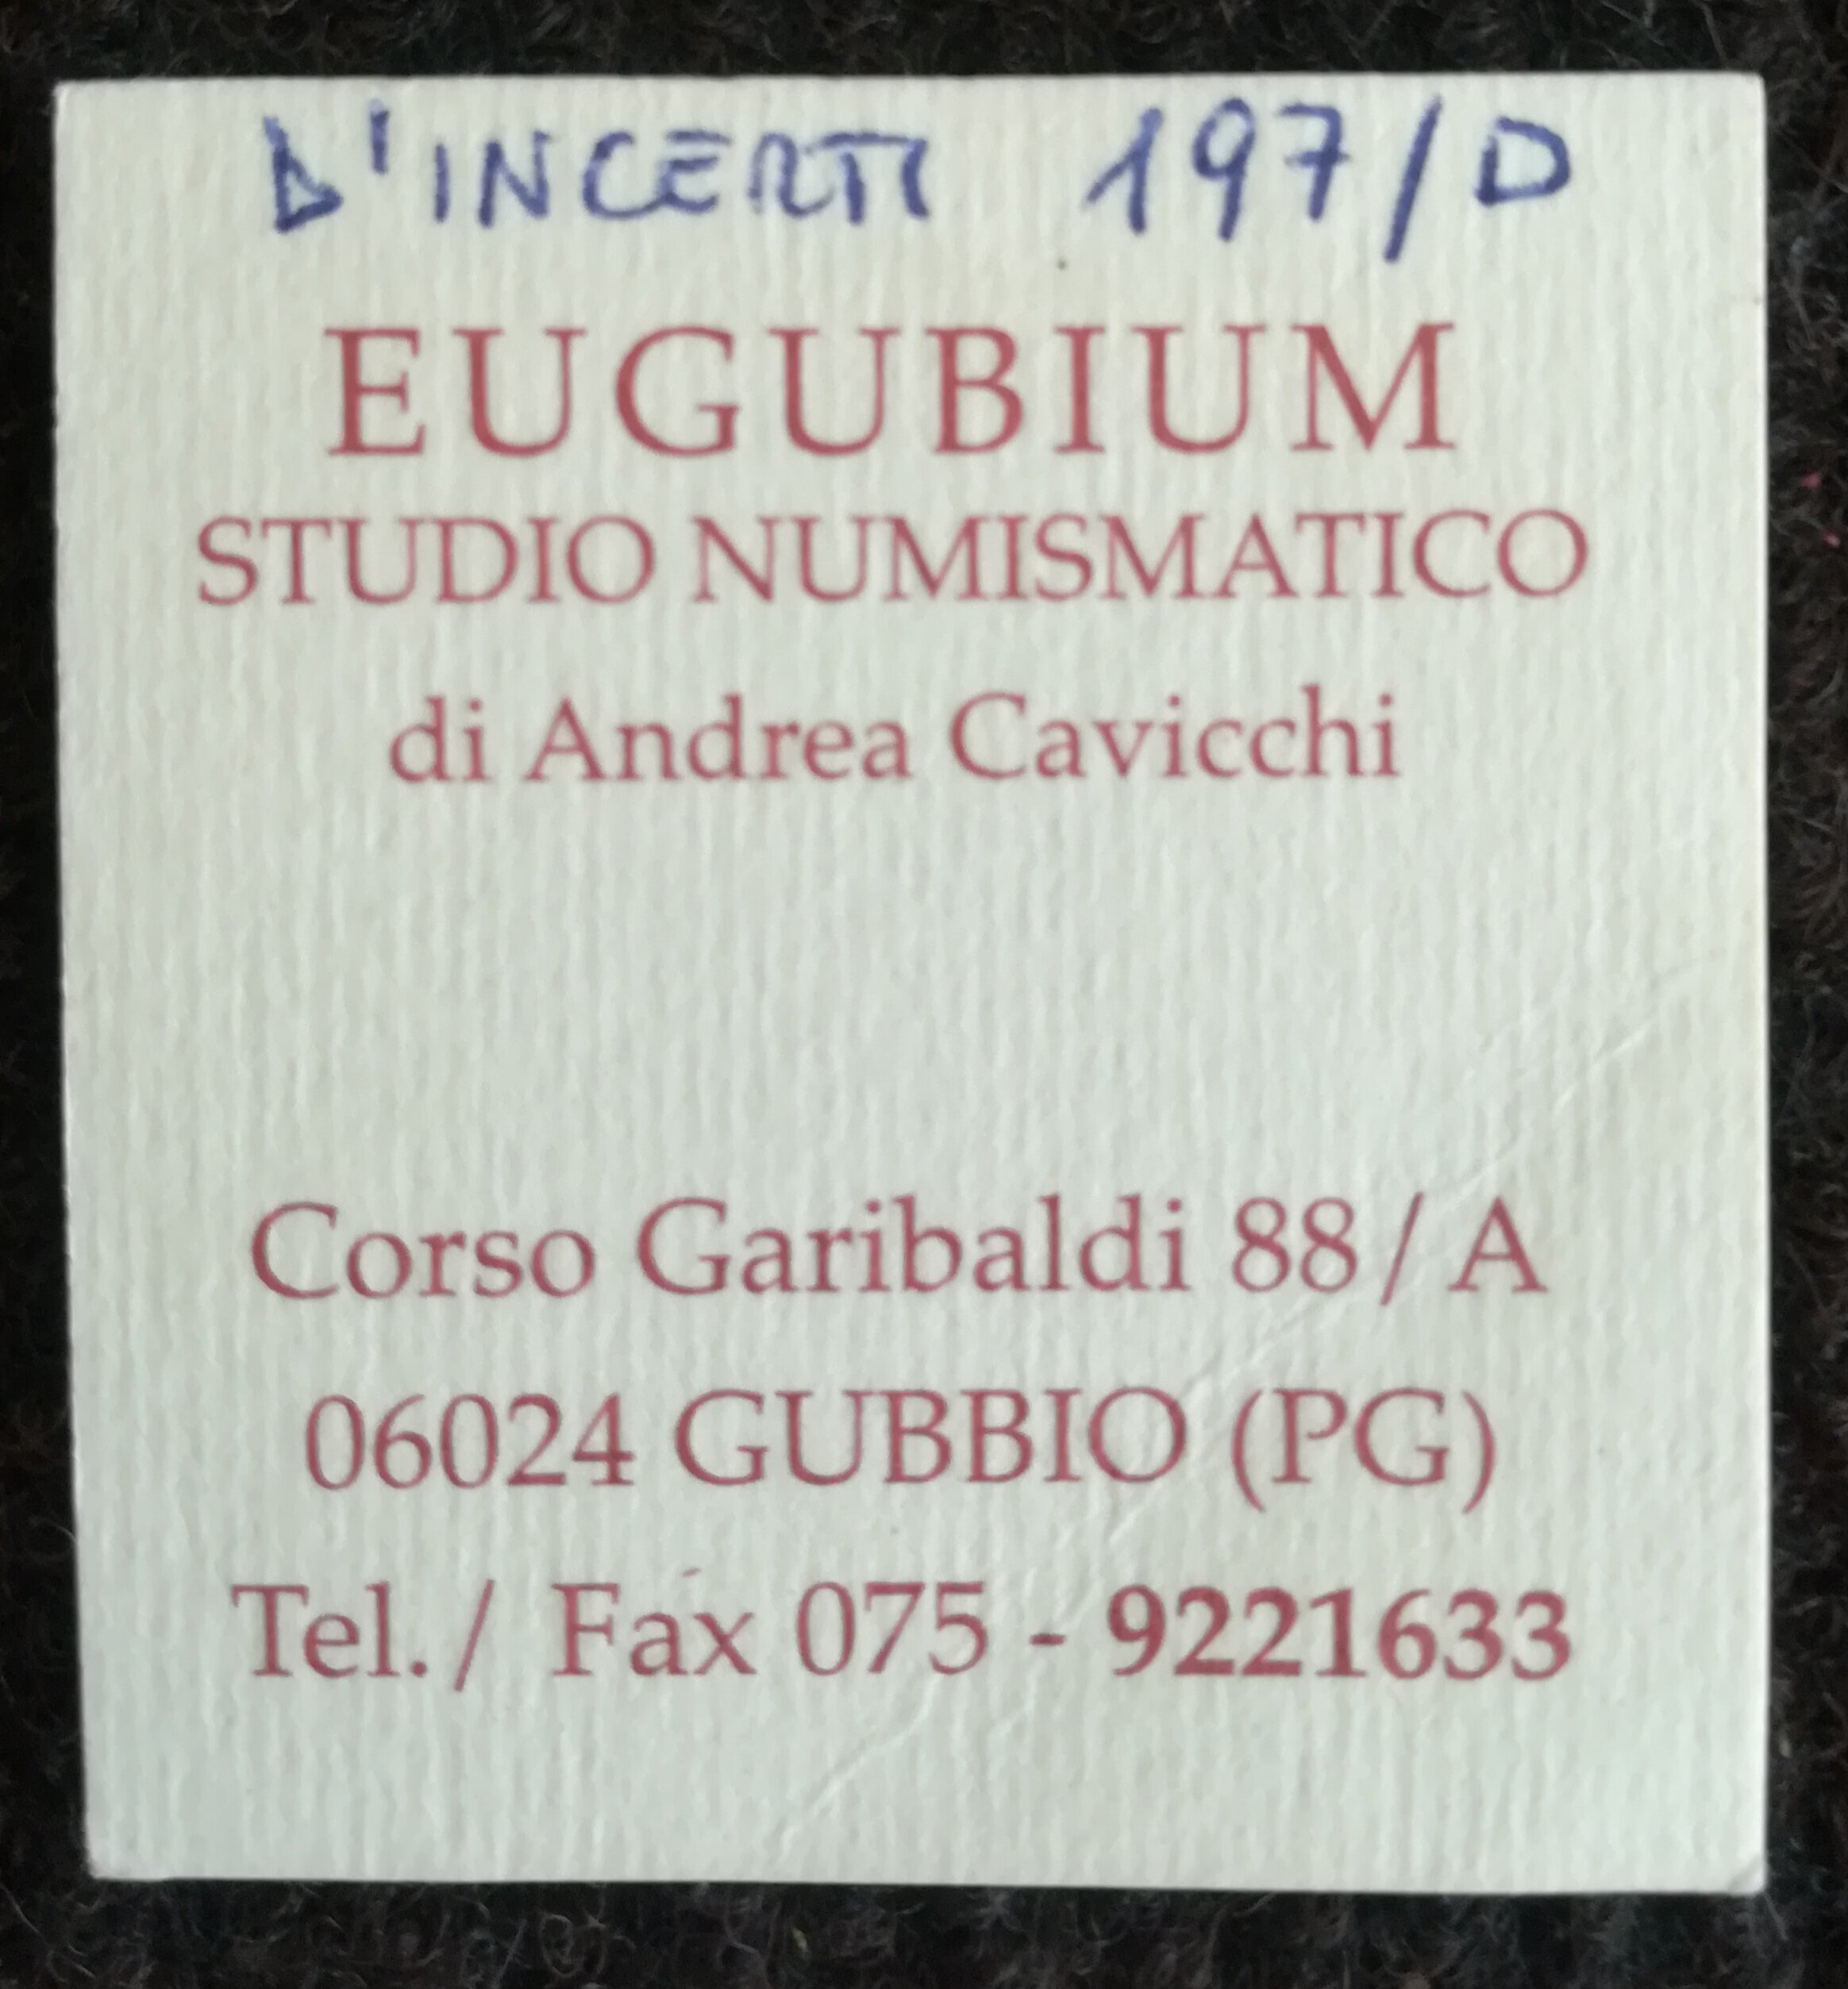 D'INCERTI 197/D
EUGUBIUM
STUDIO NUMISMATICO
di Andrea Cavicchi
Corso Garibaldi 88 / A
06024 GUBBIO (PG)
Tel. / Fax 075 - 9221633